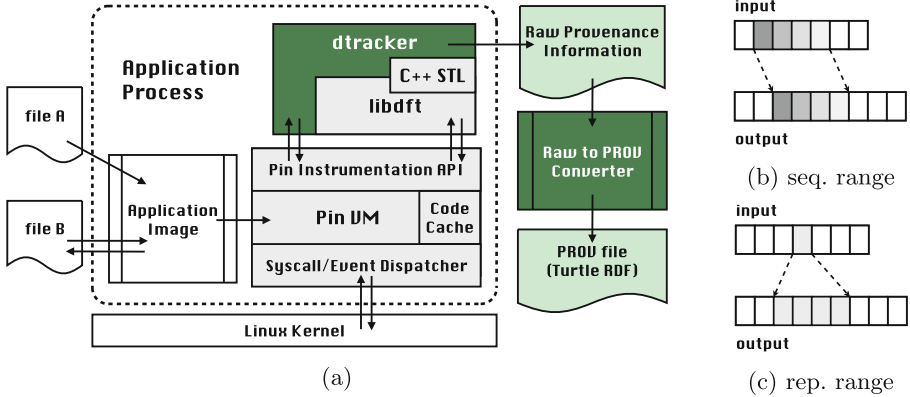 Application
Process
dtracker
C++ STL
libdft
Raw Provenance
Information
file A
file B
Application
Image
Pin Instrumentation API
Pin VM
Code
Cache
Syscall/Event Dispatcher
Linux Kernel
Raw to PROV
Converter
PROV file
(Turtle RDF)
(a)
input
output
(b) seq. range
input
output
(c) rep. range